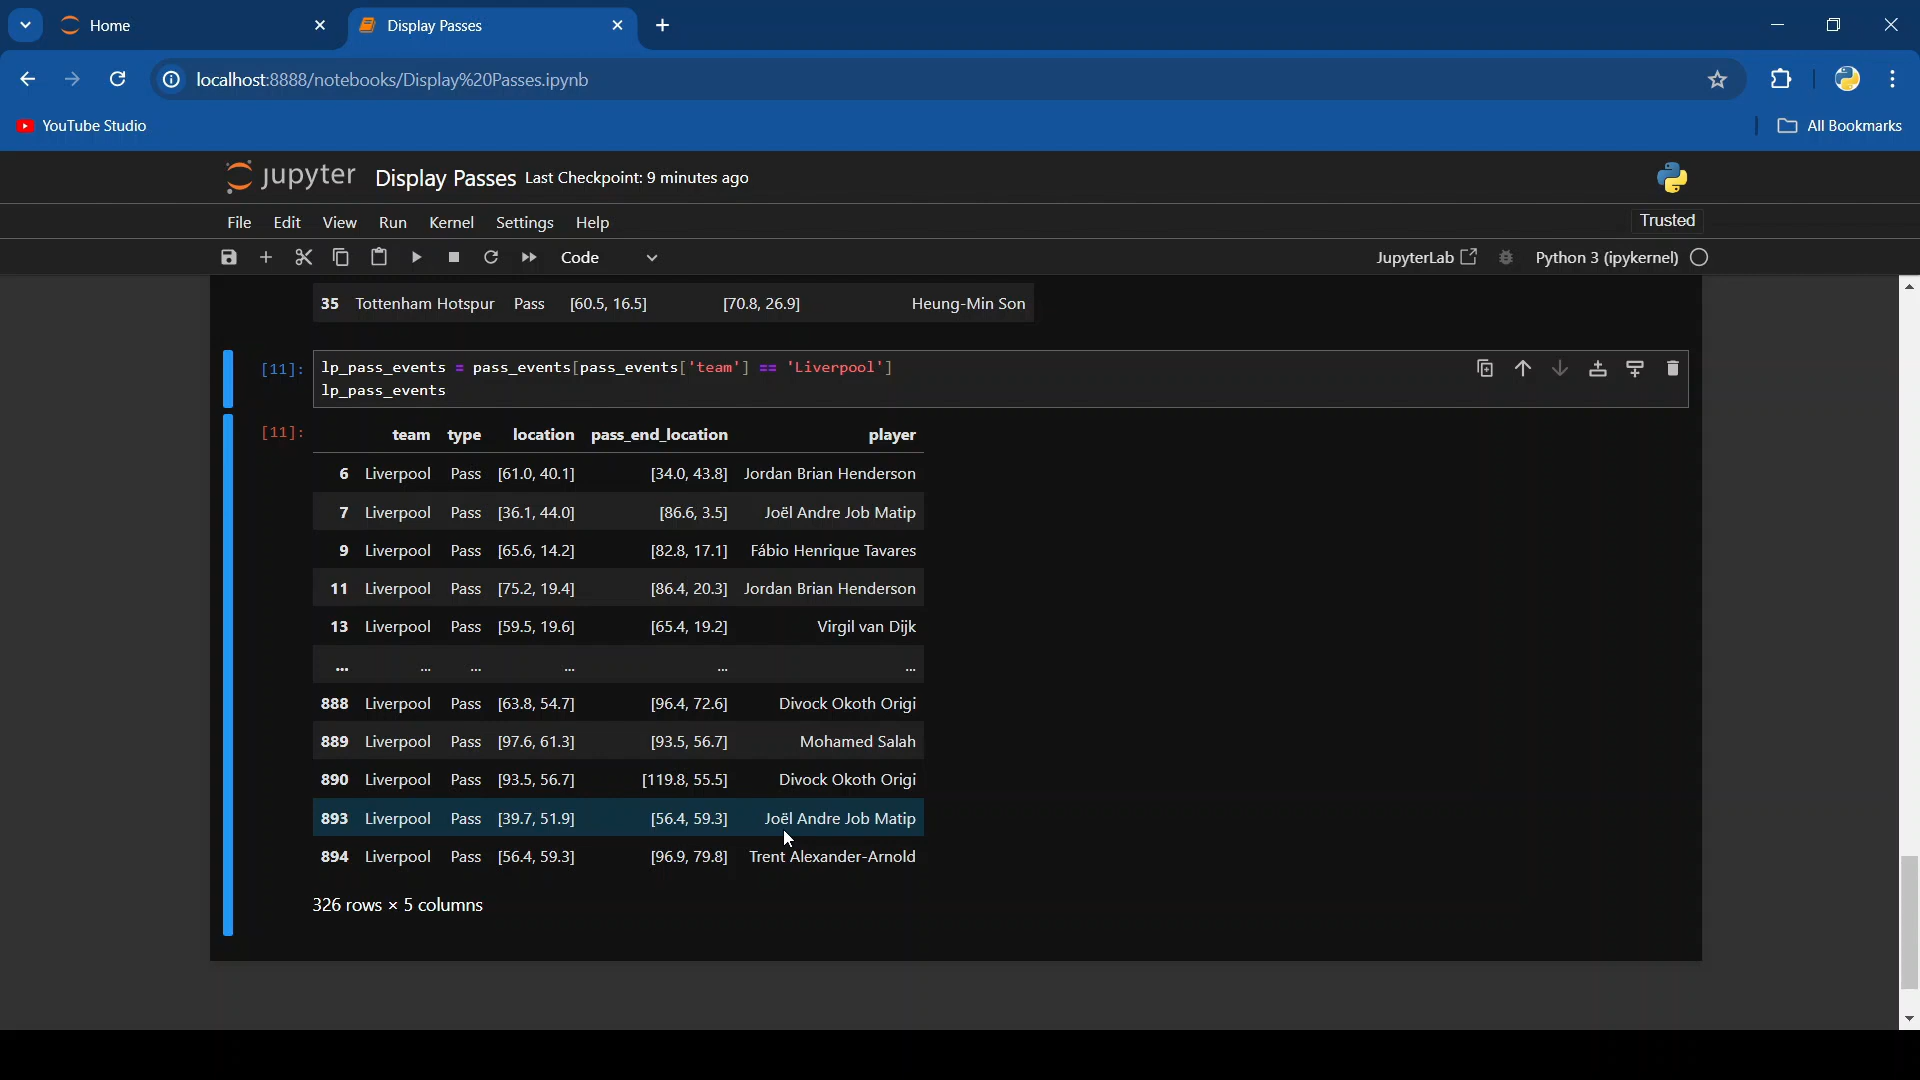 Home
Display Passes
localhost:8888/notebooks/Display%20Passes.ipynb
YouTube Studio
All Bookmarks
jupyter Display Passes Last Checkpoint: 9 minutes ago
File Edit View Run Kernel Settings Help
Trusted
Code
JupyterLab
Python 3 (ipykernel)
35 Tottenham Hotspur Pass [60.5, 16.5] [70.8, 26.9] Heung-Min Son
[11]: lp_pass_events = pass_events[pass_events['team'] == 'Liverpool']
lp_pass_events
[11]: team type location pass_end_location player
6 Liverpool Pass [61.0, 40.1] [34.0, 43.8] Jordan Brian Henderson
7 Liverpool Pass [36.1, 44.0] [86.6, 3.5] Joël Andre Job Matip
9 Liverpool Pass [65.6, 14.2] [82.8, 17.1] Fábio Henrique Tavares
11 Liverpool Pass [75.2, 19.4] [86.4, 20.3] Jordan Brian Henderson
13 Liverpool Pass [59.5, 19.6] [65.4, 19.2] Virgil van Dijk
... ... ... ... ... ...
888 Liverpool Pass [63.8, 54.7] [96.4, 72.6] Divock Okoth Origi
889 Liverpool Pass [97.6, 61.3] [93.5, 56.7] Mohamed Salah
890 Liverpool Pass [93.5, 56.7] [119.8, 55.5] Divock Okoth Origi
893 Liverpool Pass [39.7, 51.9] [56.4, 59.3] Joël Andre Job Matip
894 Liverpool Pass [56.4, 59.3] [96.9, 79.8] Trent Alexander-Arnold
326 rows × 5 columns